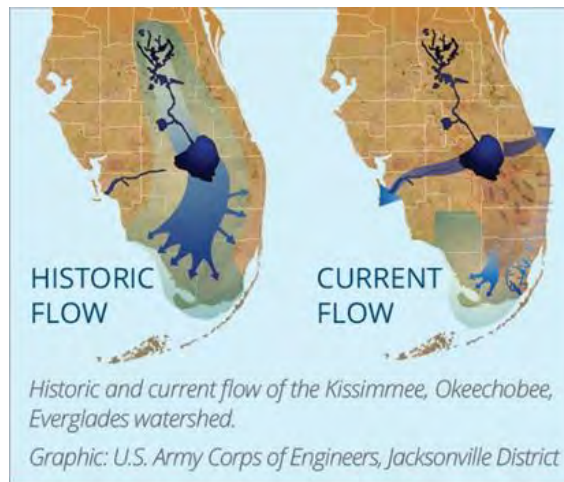 HISTORIC
FLOW
CURRENT
FLOW
Historic and current flow of the Kissimmee, Okeechobee,
Everglades watershed.
Graphic: U.S. Army Corps of Engineers, Jacksonville District